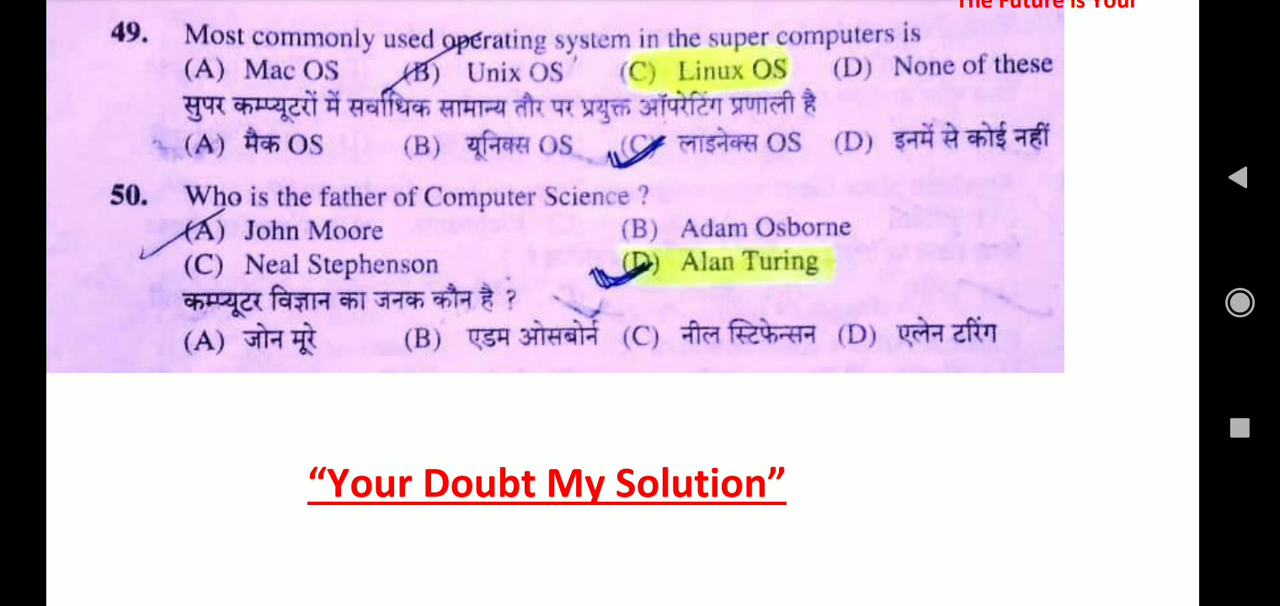 49. Most commonly used operating system in the super computers is
(A) Mac OS (B) Unix OS (C) Linux OS (D) None of these
सुपर कम्प्यूटरों में सर्वाधिक सामान्य तौर पर प्रयुक्त ऑपरेटिंग प्रणाली है
(A) मैक OS (B) यूनिक्स OS (C) लाइनेक्स OS (D) इनमें से कोई नहीं
50. Who is the father of Computer Science ?
(A) John Moore (B) Adam Osborne
(C) Neal Stephenson (D) Alan Turing
कम्प्यूटर विज्ञान का जनक कौन है ?
(A) जोन मूरे (B) एडम ओसबोर्न (C) नील स्टिफेन्सन (D) एलेन टरिंग
“Your Doubt My Solution”